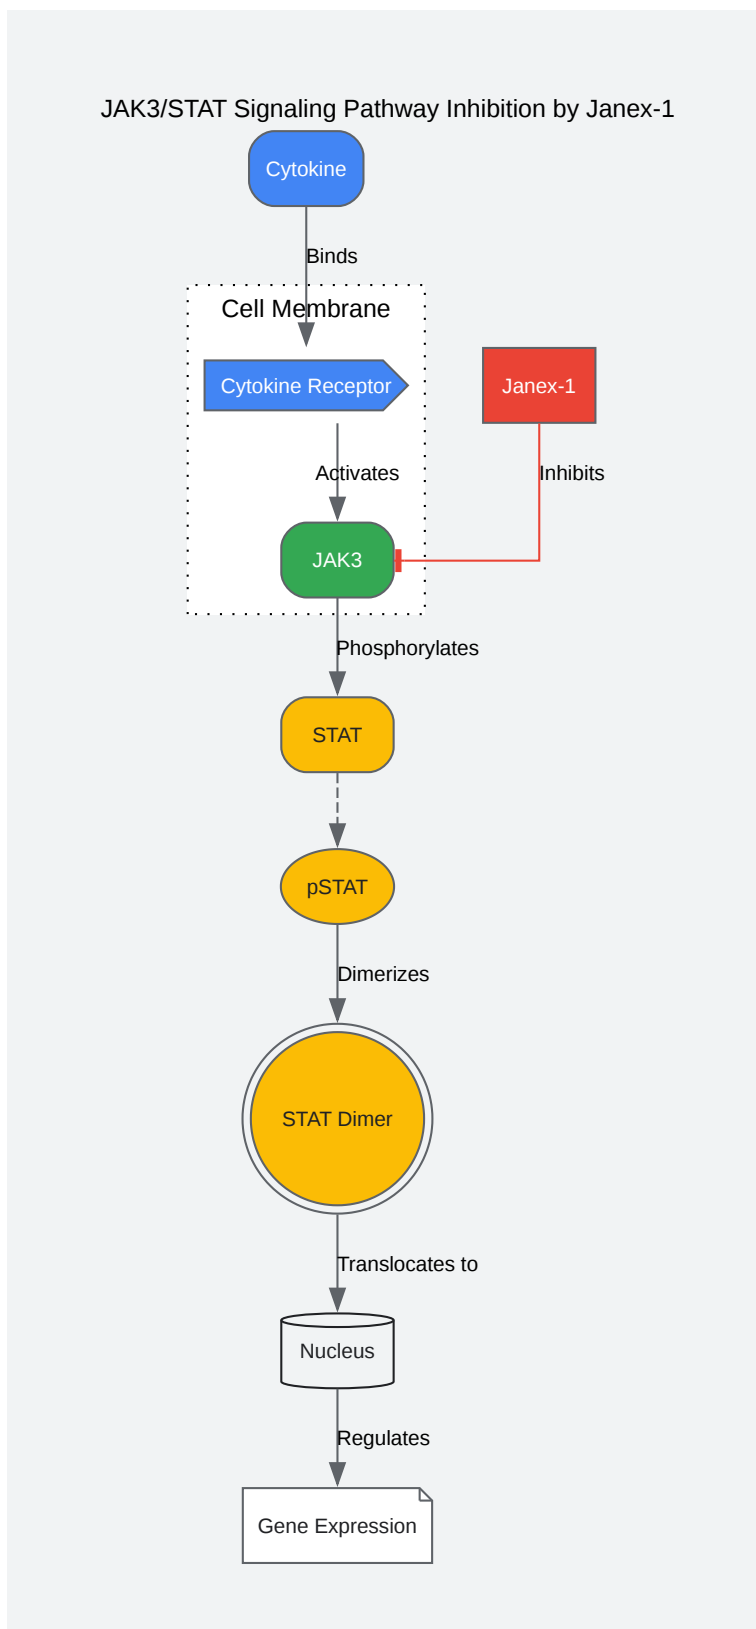 JAK3/STAT Signaling Pathway Inhibition by Janex-1
Cytokine
Binds
Cell Membrane
Cytokine Receptor
Janex-1
Activates
Inhibits
JAK3
Phosphorylates
STAT
pSTAT
Dimerizes
STAT Dimer
Translocates to
Nucleus
Regulates
Gene Expression